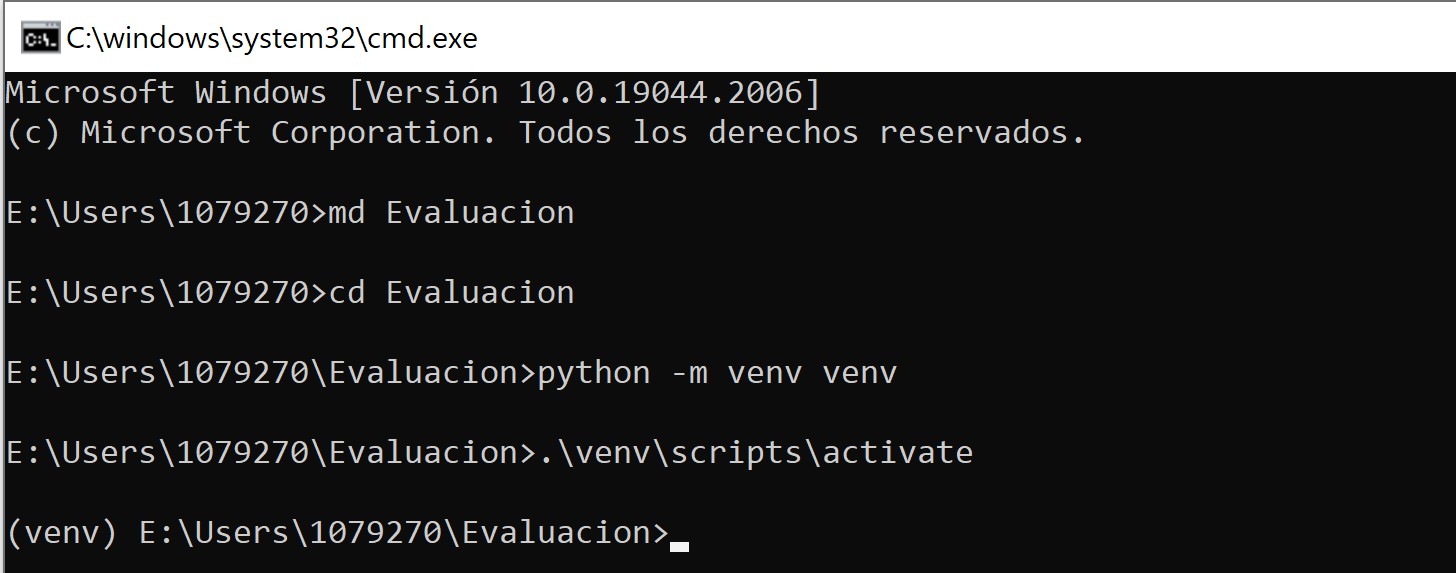 C:\windows\system32\cmd.exe
Microsoft Windows [Versión 10.0.19044.2006]
(c) Microsoft Corporation. Todos los derechos reservados.
E:\Users\1079270>md Evaluacion
E:\Users\1079270>cd Evaluacion
E:\Users\1079270\Evaluacion>python -m venv venv
E:\Users\1079270\Evaluacion>.\venv\scripts\activate
(venv) E:\Users\1079270\Evaluacion>